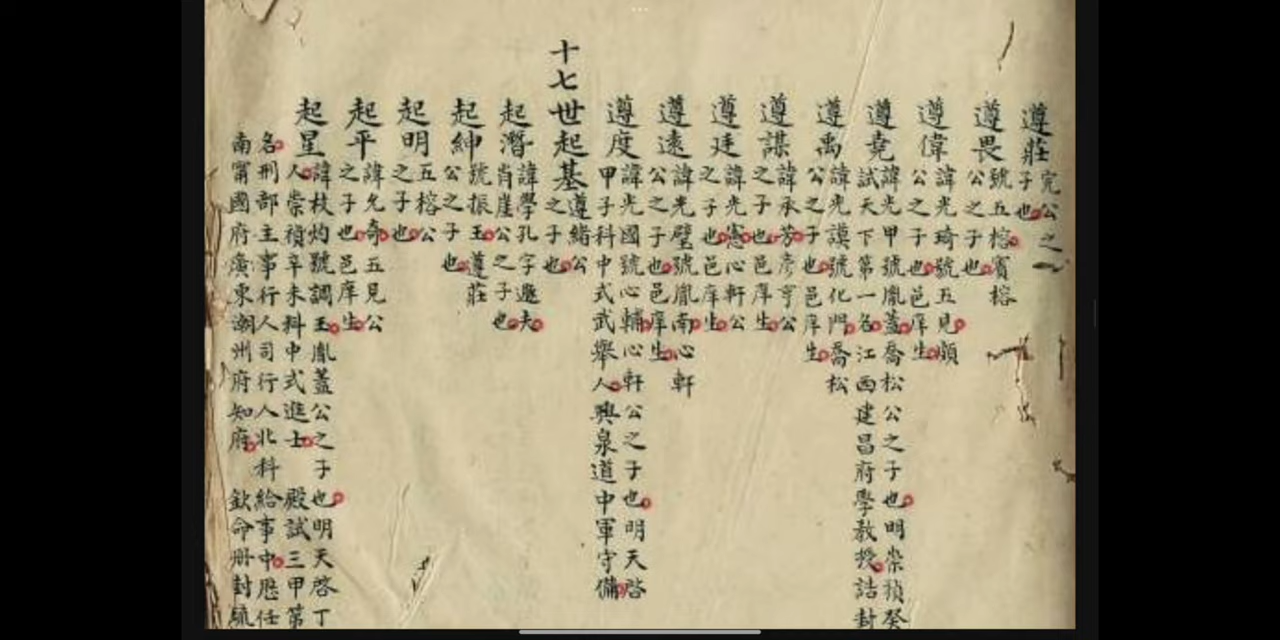 遵莊
完公之一
子也
遵畏
號五榕賓榕
公之子也
遵偉
諱光琦號五見頗
公之子也邑庠生
遵堯
諱光甲號胤蓋喬松公之子也明崇禎癸
試天下第一名江西建昌府學教授誥封
遵禹
諱光謨號化門喬松
公之子也邑庠生
遵謀
諱承芳彥亨公
之子也邑庠生
遵廷
諱光憲心軒公
之子也邑庠生
遵遠
諱光璧號胤南心軒
公之子也邑庠生
遵度
諱光國號心輔心軒公之子也明天啓
甲子科中式武舉人興泉道中軍守備
十七世起基
遵緒公
之子也
起潛
諱學孔字遜夫
肖崖公之子也
起紳
號振玉遵莊
公之子也
起明
五榕公
之子也
起平
諱允奇五見公
之子也邑庠生
起星
諱枝灼號調玉胤蓋公之子也明天啓丁
人崇禎辛未科中式進士 殿試三甲第
名刑部主事行人司行人北科給事中歷任
南甯國府廣東潮州府知府 欽命册封琉